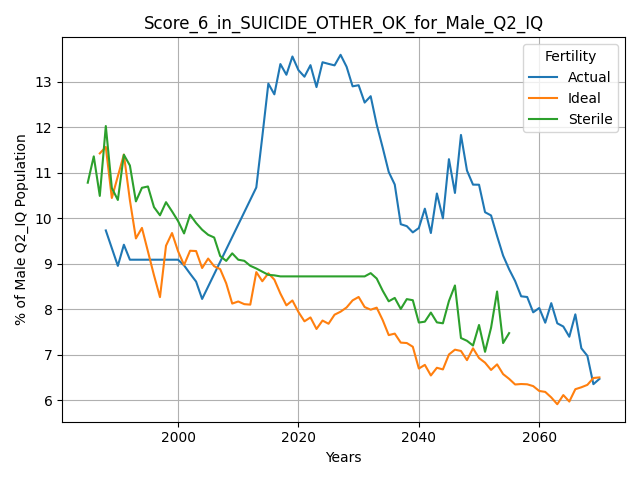 Score_6_in_SUICIDE_OTHER_OK_for_Male_Q2_IQ
Fertility
Actual
Ideal
Sterile
% of Male Q2_IQ Population
13
12
11
10
9
8
7
6
2000
2020
2040
2060
Years